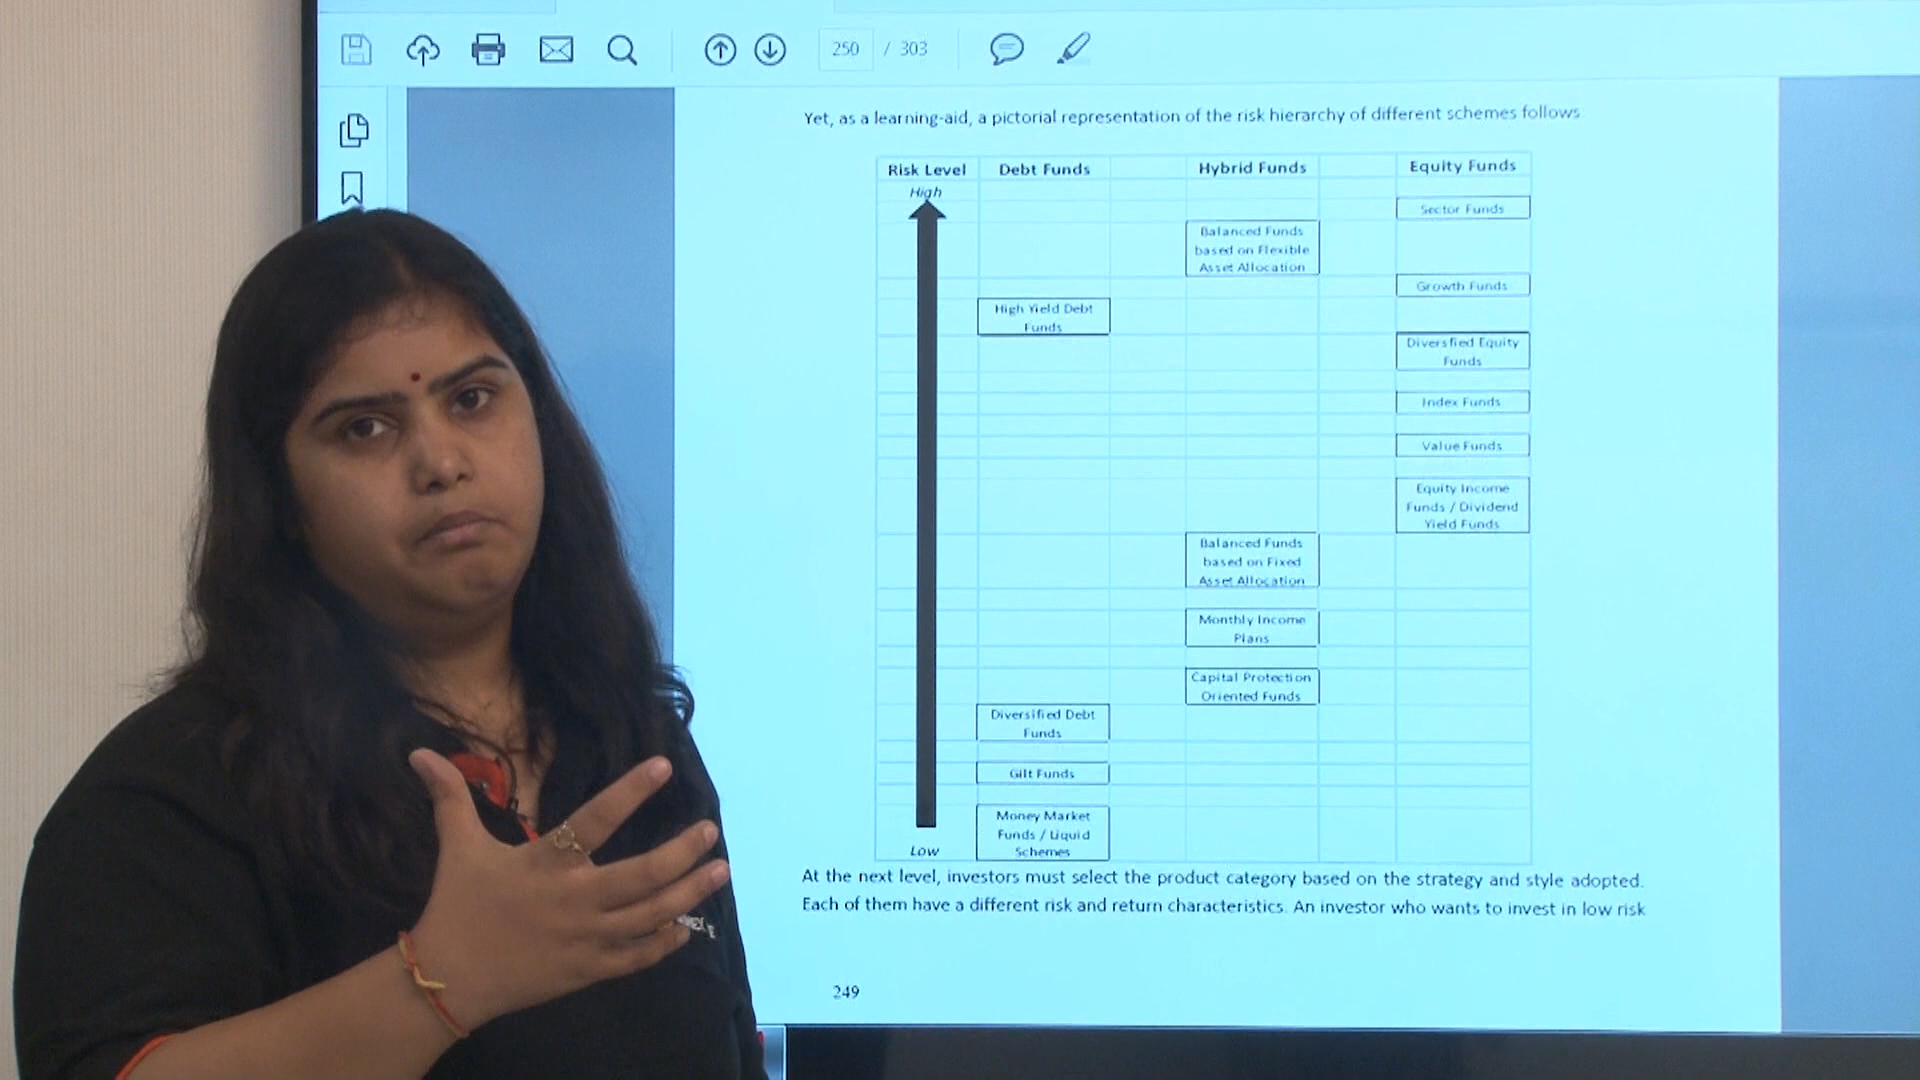 250 / 303
Yet, as a learning-aid, a pictorial representation of the risk hierarchy of different schemes follows
Risk Level Debt Funds Hybrid Funds Equity Funds
High
Sector Funds
Balanced Funds
based on Flexible
Asset Allocation
Growth Funds
High Yield Debt
Funds
Diversfied Equity
Funds
Index Funds
Value Funds
Equity Income
Funds / Dividend
Yield Funds
Balanced Funds
based on Fixed
Asset Allocation
Monthly Income
Plans
Capital Protection
Oriented Funds
Diversified Debt
Funds
Gilt Funds
Money Market
Funds / Liquid
Schemes
Low
At the next level, investors must select the product category based on the strategy and style adopted.
Each of them have a different risk and return characteristics. An investor who wants to invest in low risk
249